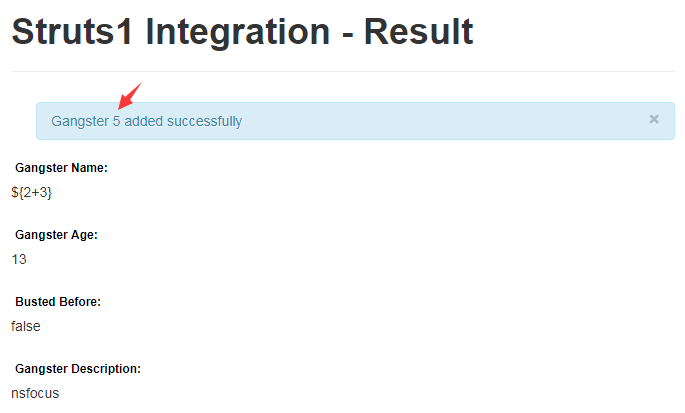 Struts1 Integration - Result
Gangster 5 added successfully ×
Gangster Name:
${2+3}
Gangster Age:
13
Busted Before:
false
Gangster Description:
nsfocus